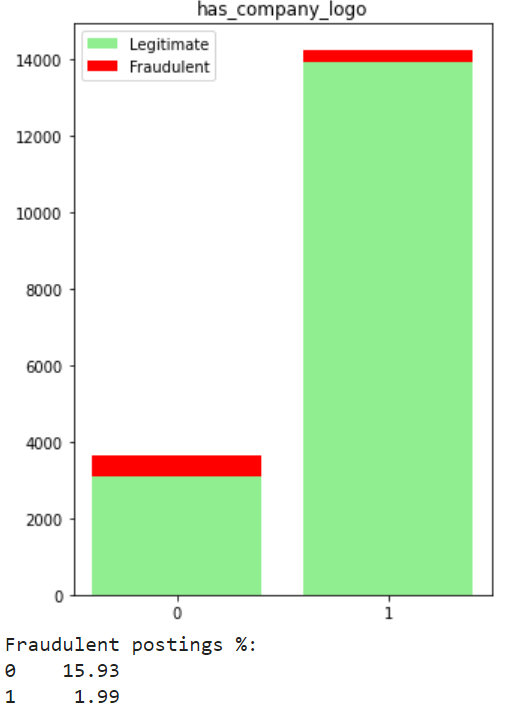 has_company_logo
Legitimate
Fraudulent
14000
12000
10000
8000
6000
4000
2000
0
0 1
Fraudulent postings %:
0 15.93
1 1.99